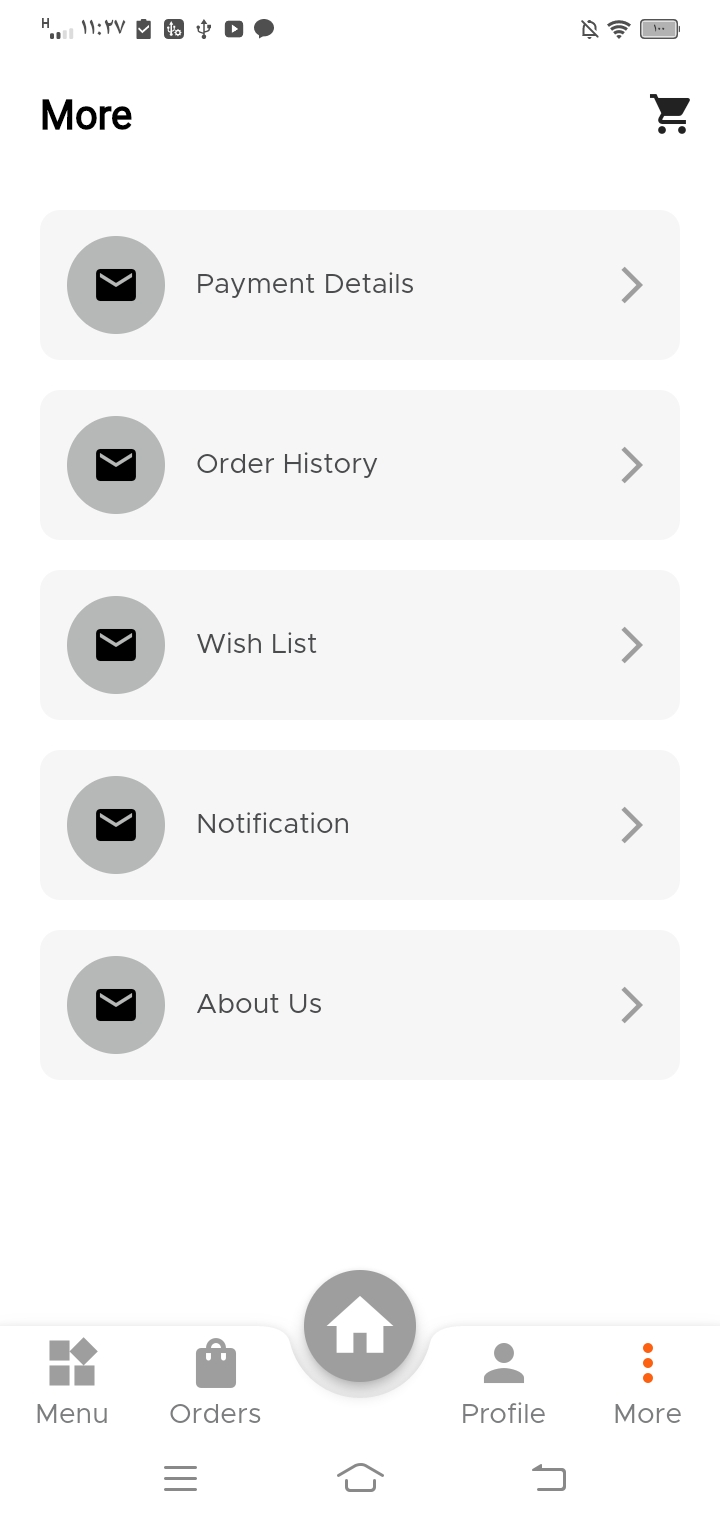 H ١١:٢٧ ١٠٠
More
Payment Details
Order History
Wish List
Notification
About Us
Menu Orders Profile More